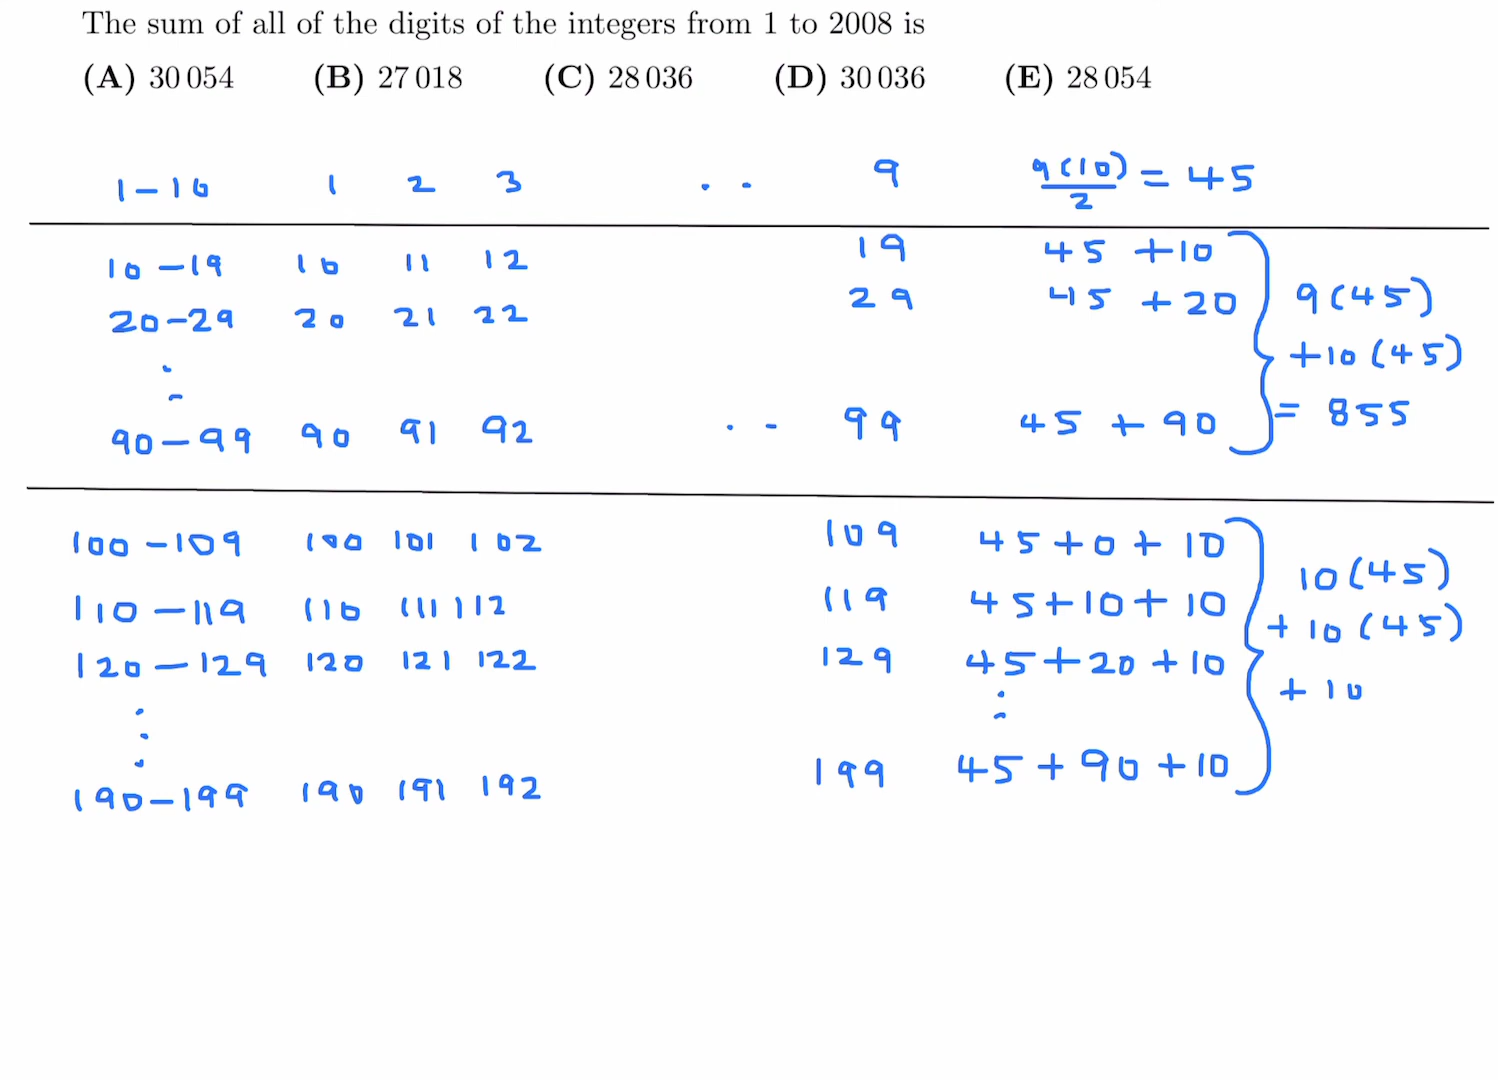 The sum of all of the digits of the integers from 1 to 2008 is
(A) 30 054 (B) 27 018 (C) 28 036 (D) 30 036 (E) 28 054
1 – 10 1 2 3 . . 9 9(10)/2 = 45
10 – 19 10 11 12 19 45 + 10
20 – 29 20 21 22 29 45 + 20 9(45)
+ 10(45)
90 – 99 90 91 92 . . 99 45 + 90 = 855
100 – 109 100 101 102 109 45 + 0 + 10
110 – 119 110 111 112 119 45 + 10 + 10 10(45)
+ 10(45)
120 – 129 120 121 122 129 45 + 20 + 10
+ 10
190 – 199 190 191 192 199 45 + 90 + 10